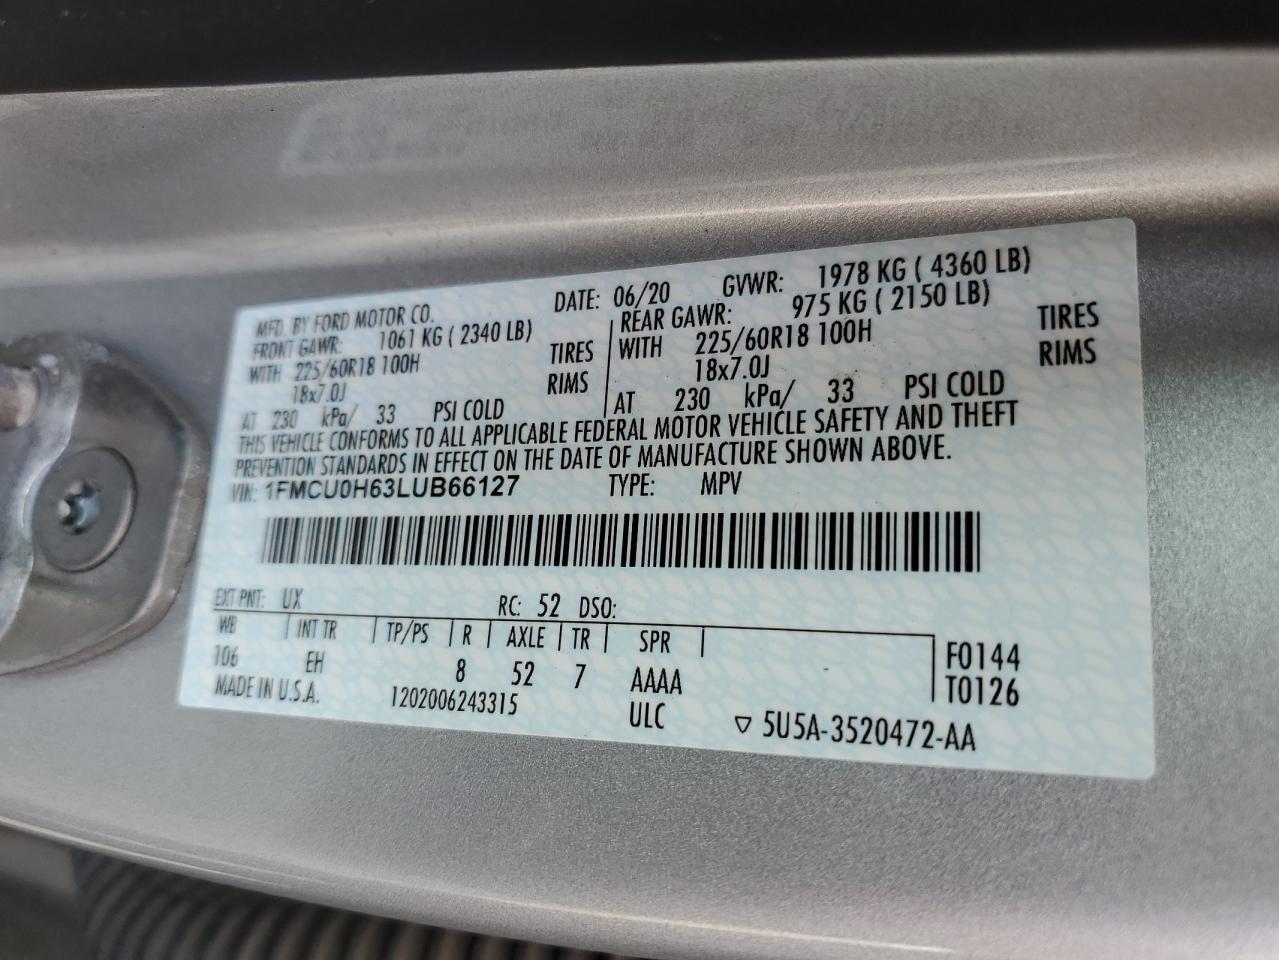 MFD. BY FORD MOTOR CO. DATE: 06/20 GVWR: 1978 KG ( 4360 LB)
FRONT GAWR: 1061 KG ( 2340 LB) REAR GAWR: 975 KG ( 2150 LB)
WITH 225/60R18 100H TIRES WITH 225/60R18 100H TIRES
18x7.0J RIMS 18x7.0J RIMS
AT 230 kPa/ 33 PSI COLD AT 230 kPa/ 33 PSI COLD
THIS VEHICLE CONFORMS TO ALL APPLICABLE FEDERAL MOTOR VEHICLE SAFETY AND THEFT
PREVENTION STANDARDS IN EFFECT ON THE DATE OF MANUFACTURE SHOWN ABOVE.
VIN: 1FMCU0H63LUB66127 TYPE: MPV
EXT PNT: UX RC: 52 DSO:
WB INT TR TP/PS R AXLE TR SPR F0144
106 EH 8 52 7 AAAA T0126
MADE IN U.S.A. 1202006243315 ULC ▽ 5U5A-3520472-AA